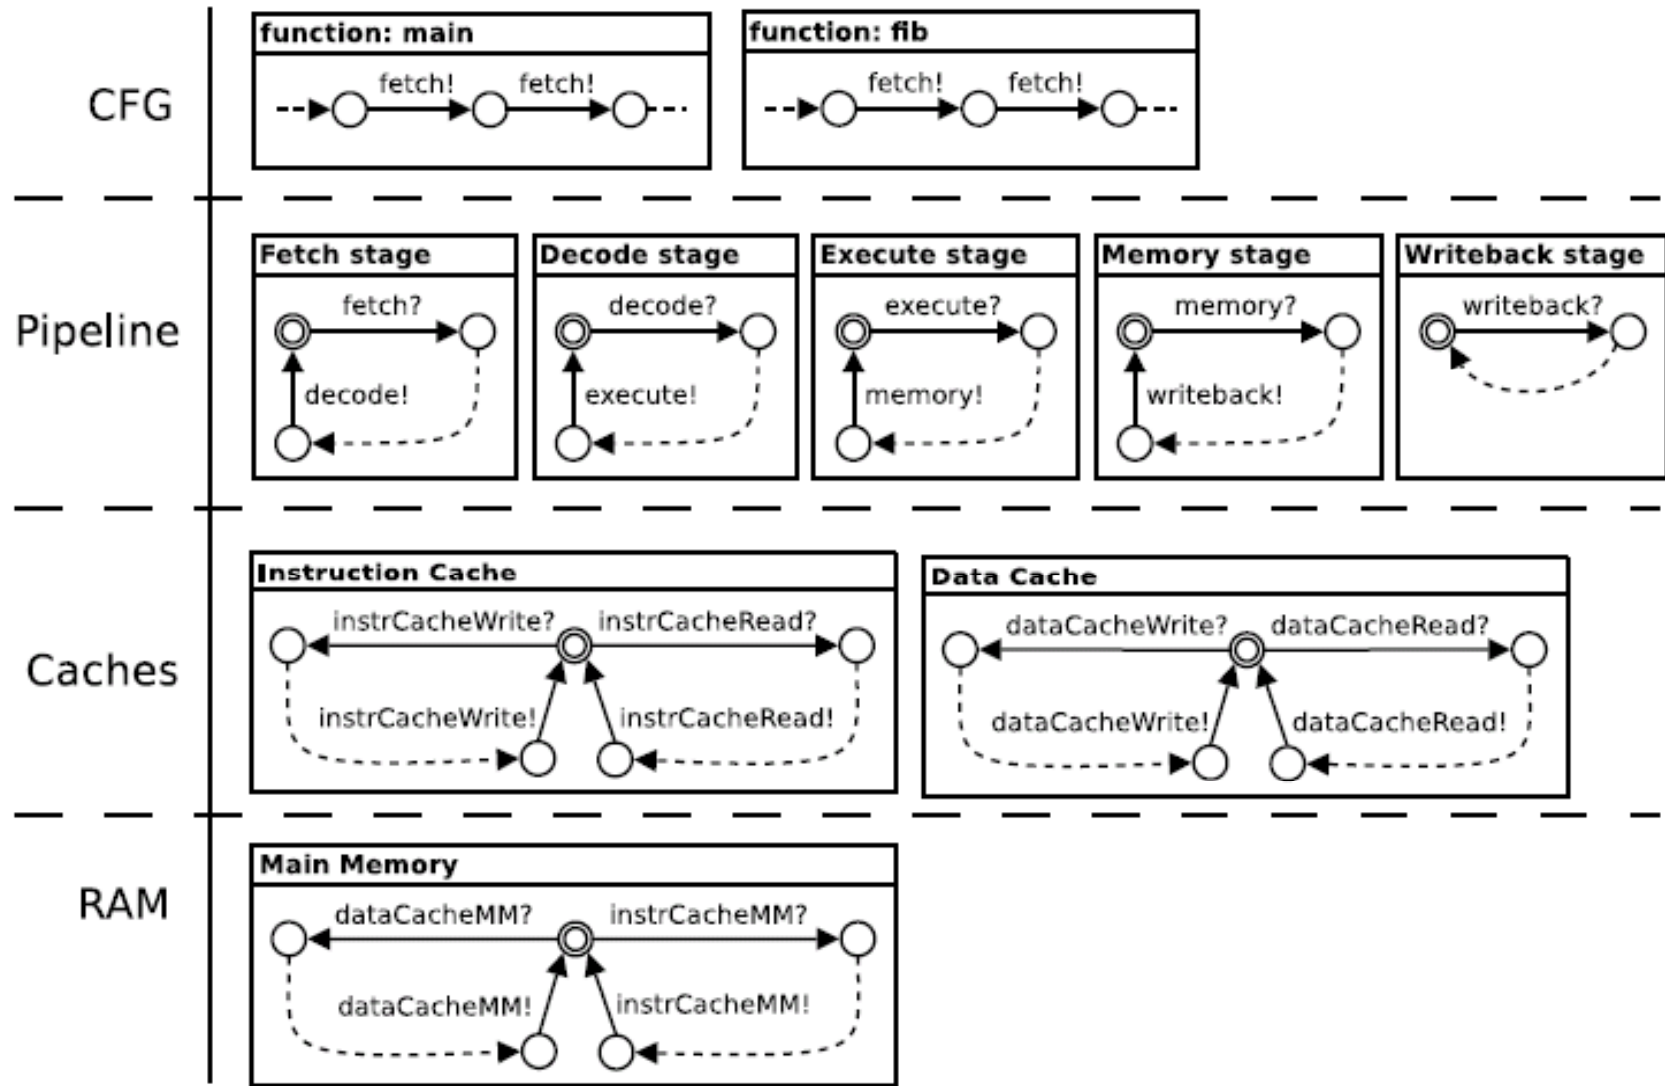 CFG
function: main
fetch! fetch!
function: fib
fetch! fetch!
Pipeline
Fetch stage
fetch?
decode!
Decode stage
decode?
execute!
Execute stage
execute?
memory!
Memory stage
memory?
writeback!
Writeback stage
writeback?
Caches
Instruction Cache
instrCacheWrite? instrCacheRead?
instrCacheWrite! instrCacheRead!
Data Cache
dataCacheWrite? dataCacheRead?
dataCacheWrite! dataCacheRead!
RAM
Main Memory
dataCacheMM? instrCacheMM?
dataCacheMM! instrCacheMM!